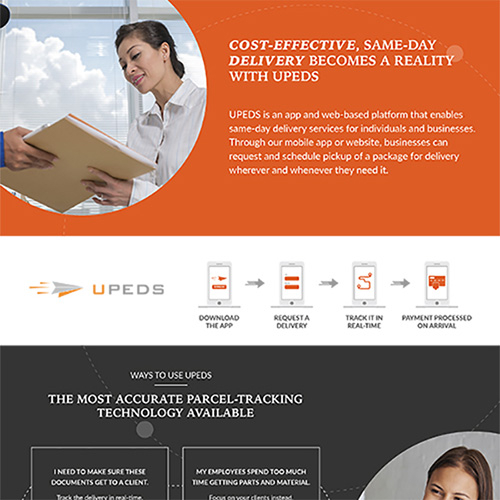 COST-EFFECTIVE, SAME-DAY
DELIVERY BECOMES A REALITY
WITH UPEDS
UPEDS is an app and web-based platform that enables
same-day delivery services for individuals and businesses.
Through our mobile app or website, businesses can
request and schedule pickup of a package for delivery
wherever and whenever they need it.
UPEDS
DOWNLOAD
THE APP
REQUEST A
DELIVERY
TRACK IT IN
REAL-TIME
PAYMENT PROCESSED
ON ARRIVAL
WAYS TO USE UPEDS
THE MOST ACCURATE PARCEL-TRACKING
TECHNOLOGY AVAILABLE
I NEED TO MAKE SURE THESE
DOCUMENTS GET TO A CLIENT.
Track the delivery in real-time.
MY EMPLOYEES SPEND TOO MUCH
TIME GETTING PARTS AND MATERIAL.
Focus on your clients instead.